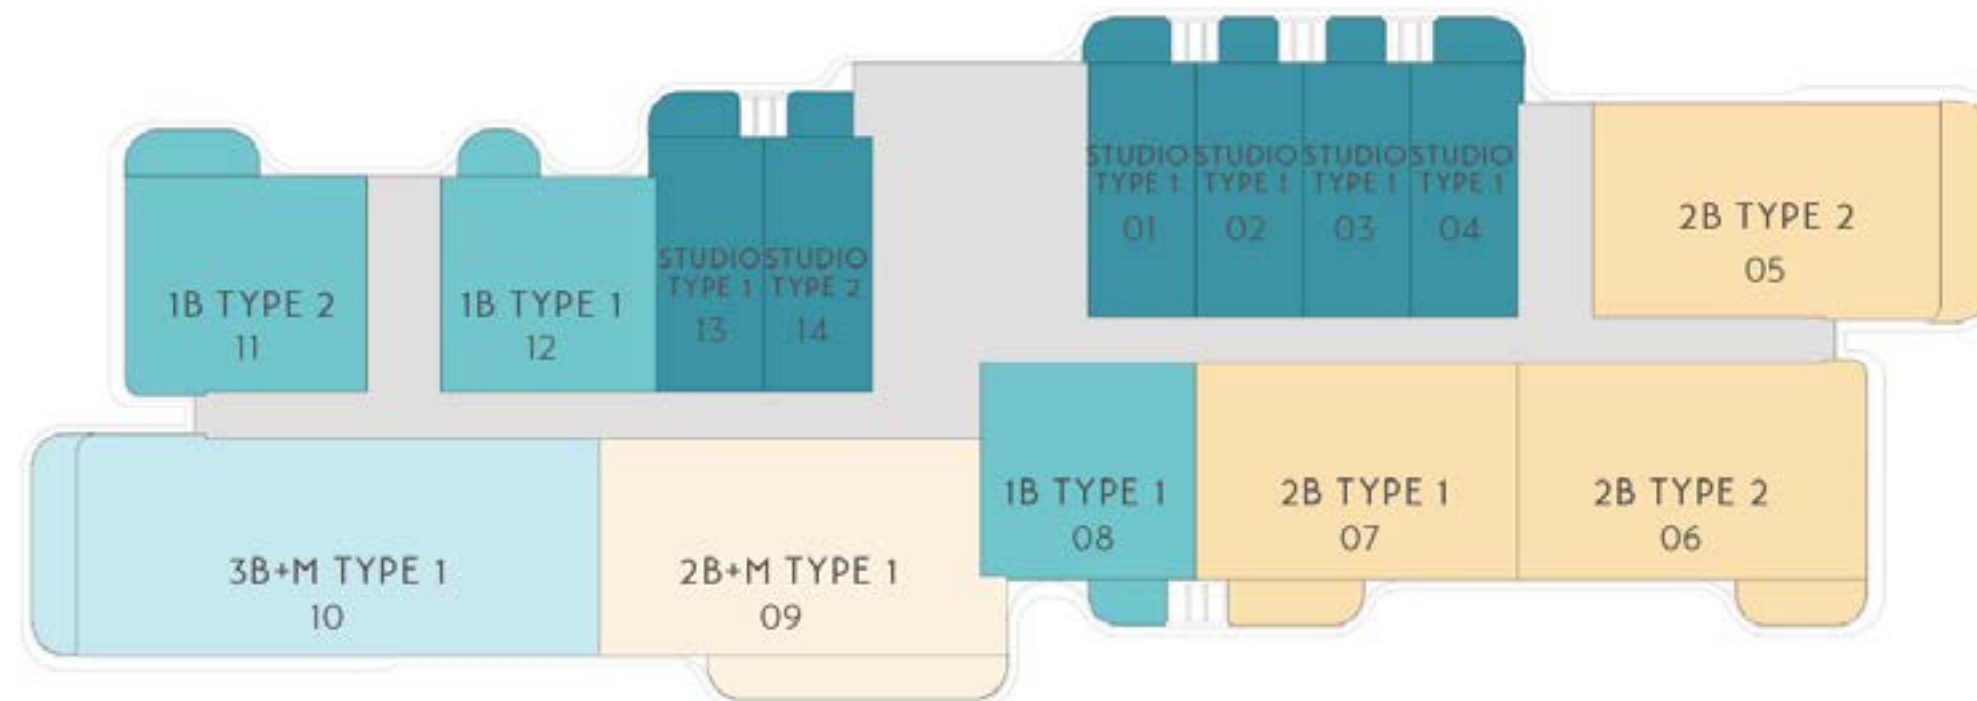 STUDIO
TYPE 1
01
STUDIO
TYPE 1
02
STUDIO
TYPE 1
03
STUDIO
TYPE 1
04
2B TYPE 2
05
1B TYPE 2
11
1B TYPE 1
12
STUDIO
TYPE 1
13
STUDIO
TYPE 2
14
1B TYPE 1
08
2B TYPE 1
07
2B TYPE 2
06
3B+M TYPE 1
10
2B+M TYPE 1
09